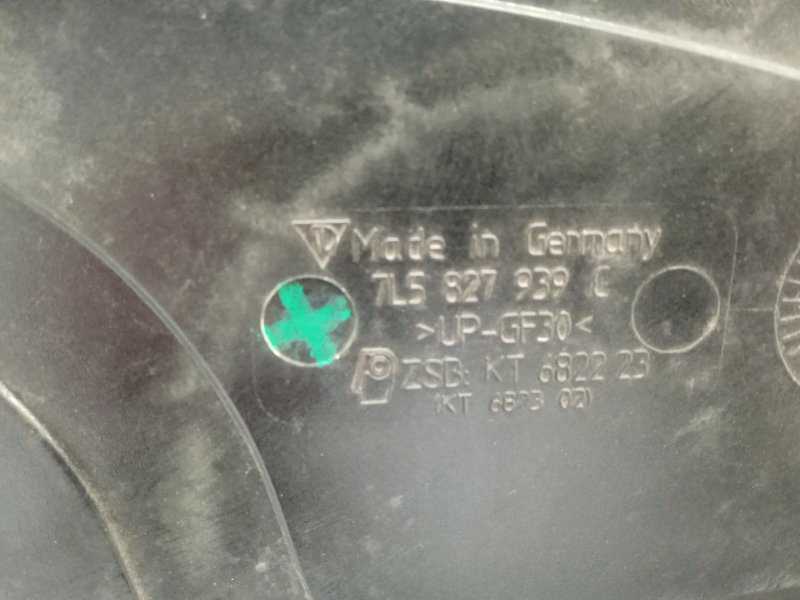 Made in Germany
7L5 827 939 C
>UP-GF30<
ZSB: KT 6822 23
(KT 6823 02)